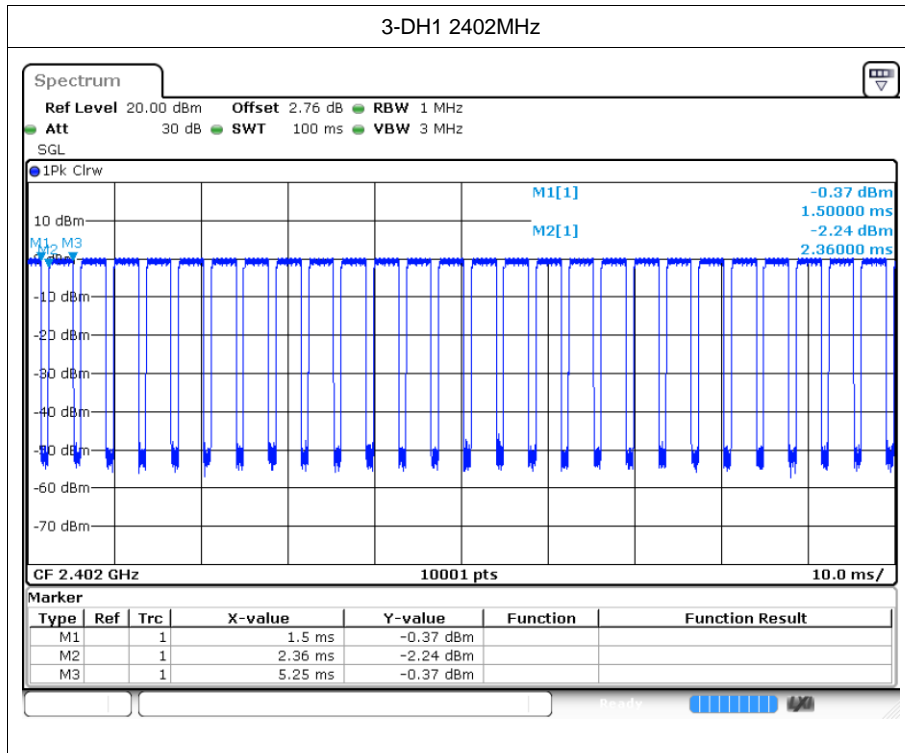 3-DH1 2402MHz
Spectrum
Ref Level 20.00 dBm Offset 2.76 dB RBW 1 MHz
Att 30 dB SWT 100 ms VBW 3 MHz
SGL
1Pk Clrw
M1[1] -0.37 dBm
1.50000 ms
10 dBm
M2[1] -2.24 dBm
2.36000 ms
M1 M2 M3
-10 dBm
-20 dBm
-30 dBm
-40 dBm
-50 dBm
-60 dBm
-70 dBm
CF 2.402 GHz 10001 pts 10.0 ms/
Marker
Type Ref Trc X-value Y-value Function Function Result
M1 1 1.5 ms -0.37 dBm
M2 1 2.36 ms -2.24 dBm
M3 1 5.25 ms -0.37 dBm
Ready